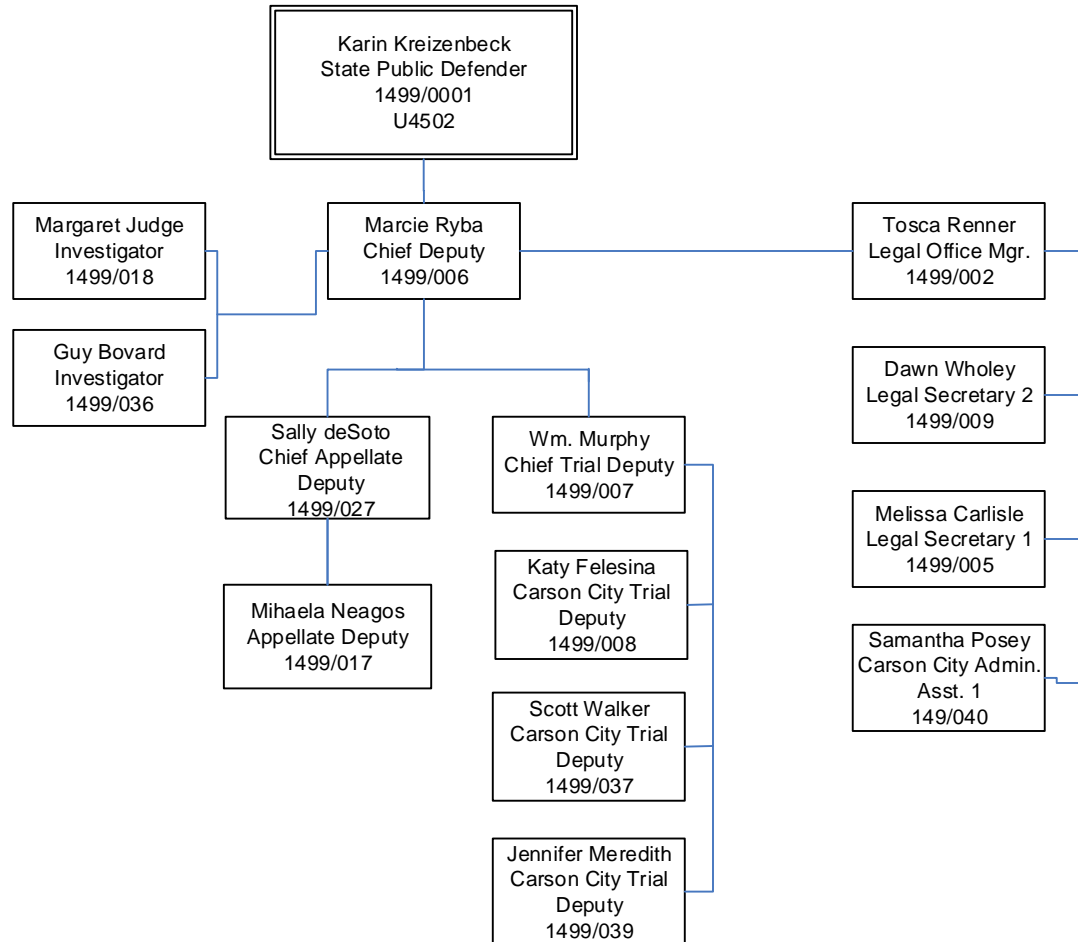 Karin Kreizenbeck
State Public Defender
1499/0001
U4502
Margaret Judge
Investigator
1499/018
Marcie Ryba
Chief Deputy
1499/006
Tosca Renner
Legal Office Mgr.
1499/002
Guy Bovard
Investigator
1499/036
Dawn Wholey
Legal Secretary 2
1499/009
Sally deSoto
Chief Appellate
Deputy
1499/027
Wm. Murphy
Chief Trial Deputy
1499/007
Melissa Carlisle
Legal Secretary 1
1499/005
Katy Felesina
Carson City Trial
Deputy
1499/008
Mihaela Neagos
Appellate Deputy
1499/017
Samantha Posey
Carson City Admin.
Asst. 1
149/040
Scott Walker
Carson City Trial
Deputy
1499/037
Jennifer Meredith
Carson City Trial
Deputy
1499/039